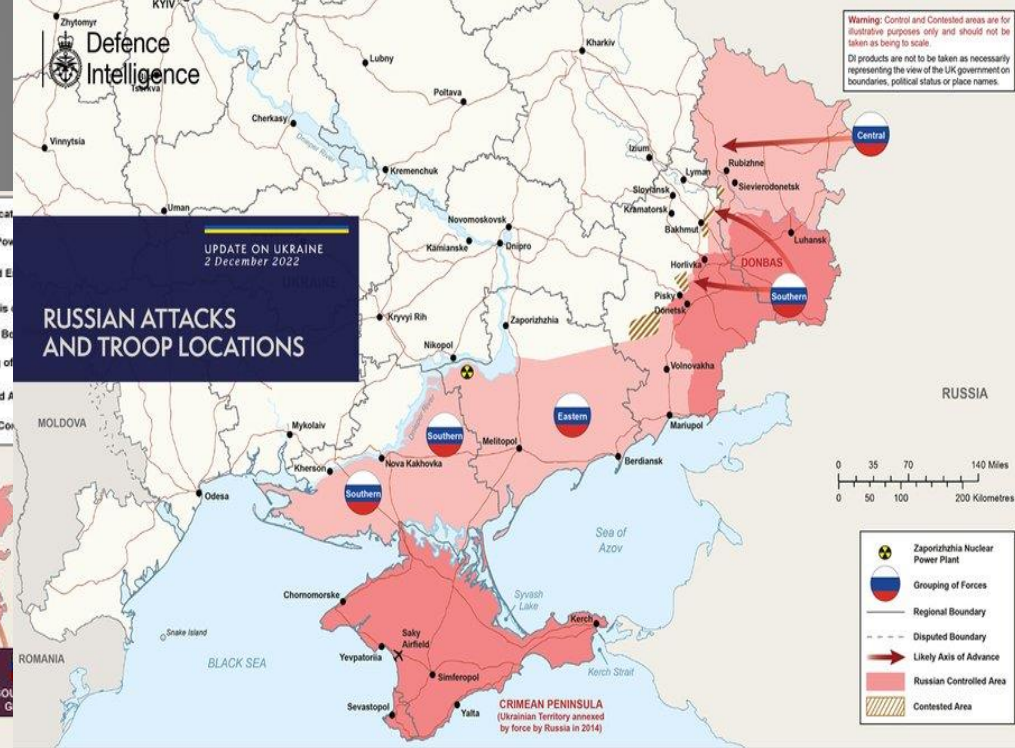 KYIV
Zhytomyr
Defence
Intelligence
Kharkiv
Lubny
Poltava
Cherkasy
Dnieper River
Vinnytsia
Kremenchuk
Uman
Izium
Lyman
Rubizhne
Sievierodonetsk
Sloviansk
Kramatorsk
Bakhmut
Luhansk
Central
Warning: Control and Contested areas are for
illustrative purposes only and should not be
taken as being to scale.
DI products are not to be taken as necessarily
representing the view of the UK government on
boundaries, political status or place names.
UPDATE ON UKRAINE
2 December 2022
RUSSIAN ATTACKS
AND TROOP LOCATIONS
Novomoskovsk
Kamianske
Dnipro
Horlivka
DONBAS
Pisky
Donetsk
Southern
Kryvyi Rih
Zaporizhzhia
Nikopol
Volnovakha
RUSSIA
MOLDOVA
Mykolaiv
Southern
Eastern
Melitopol
Mariupol
Berdiansk
Kherson
Nova Kakhovka
Southern
Odesa
0 35 70 140 Miles
0 50 100 200 Kilometres
Sea of
Azov
Chornomorske
Syvash
Lake
Kerch
Snake Island
Saky
Airfield
Yevpatoriia
Kerch Strait
ROMANIA
BLACK SEA
Simferopol
Sevastopol
Yalta
CRIMEAN PENINSULA
(Ukrainian Territory annexed
by force by Russia in 2014)
Zaporizhzhia Nuclear
Power Plant
Grouping of Forces
Regional Boundary
Disputed Boundary
Likely Axis of Advance
Russian Controlled Area
Contested Area